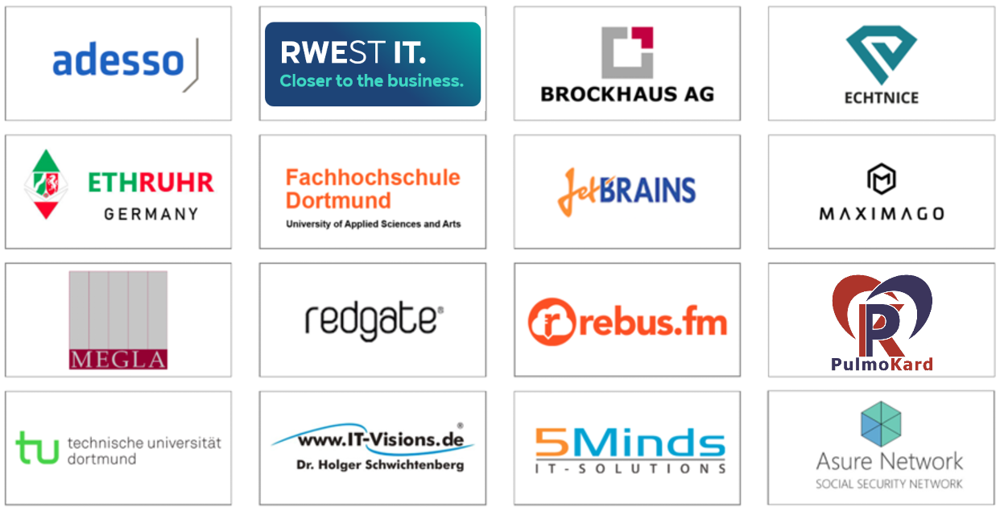 adesso
RWEST IT.
Closer to the business.
BROCKHAUS AG
ECHTNICE
ETHRUHR
GERMANY
Fachhochschule
Dortmund
University of Applied Sciences and Arts
JetBRAINS
MAXIMAGO
MEGLA
redgate®
r rebus.fm
PR
PulmoKard
tu technische universität
dortmund
www.IT-Visions.de®
Dr. Holger Schwichtenberg
5Minds
IT-SOLUTIONS
Asure Network
SOCIAL SECURITY NETWORK